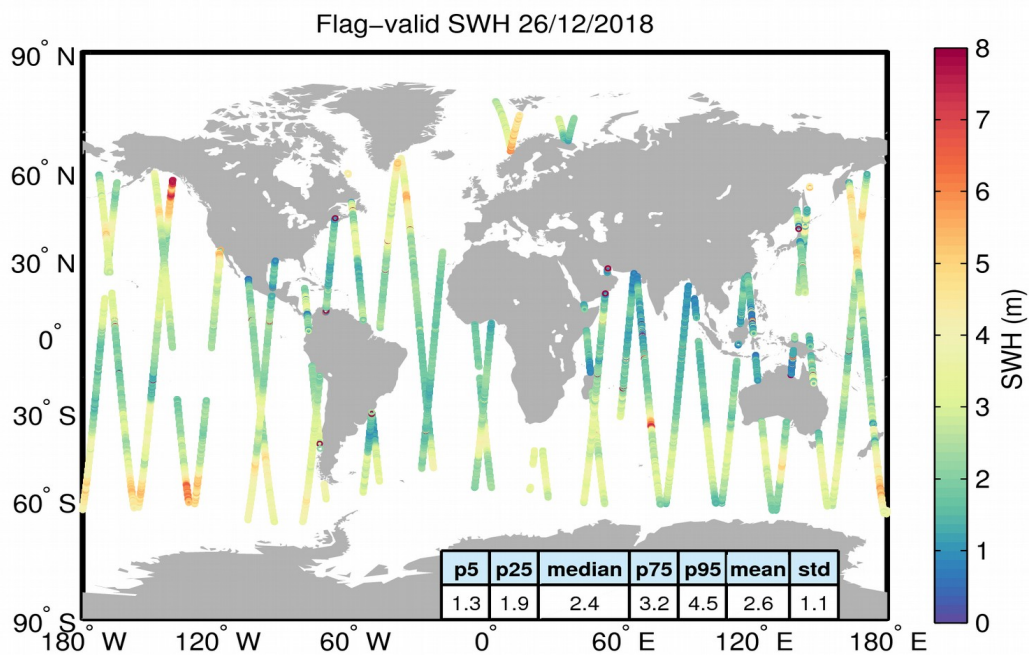 Flag−valid SWH 26/12/2018
90° N
60° N
30° N
0°
30° S
60° S
90° S
180° W
120° W
60° W
0°
60° E
120° E
180° E
8
7
6
5
4
3
2
1
0
SWH (m)
p5 p25 median p75 p95 mean std
1.3 1.9 2.4 3.2 4.5 2.6 1.1